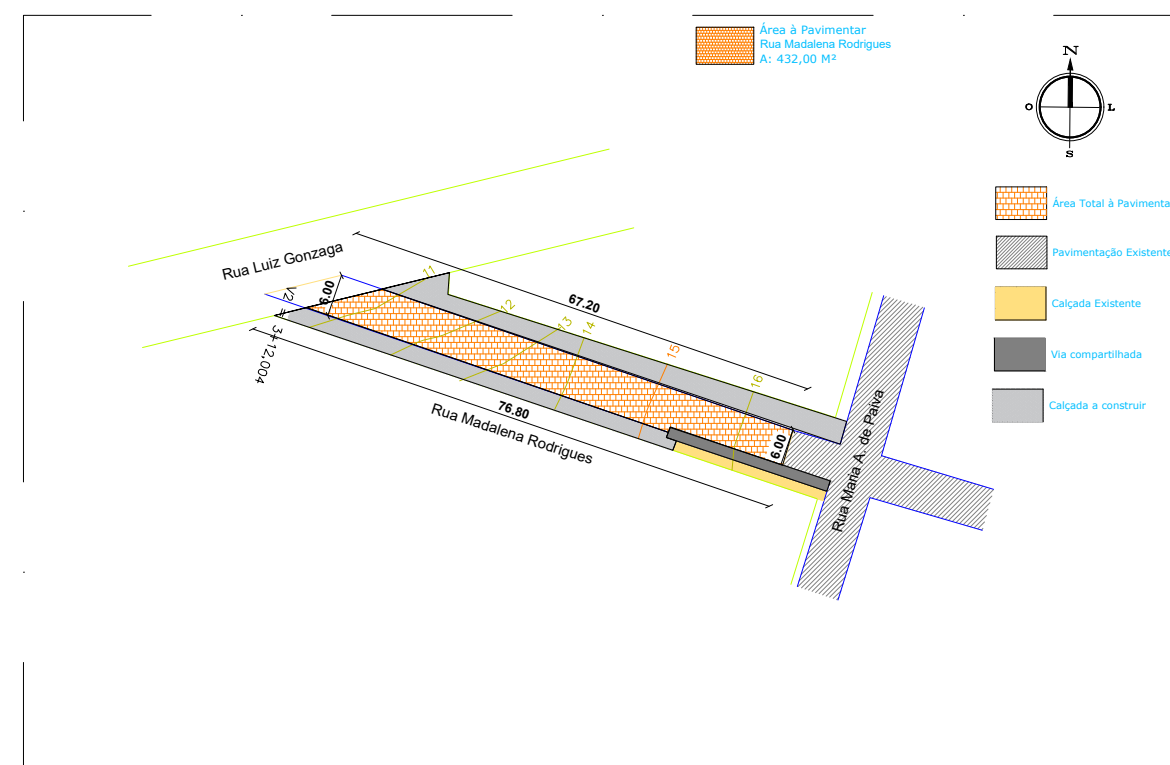 Área à Pavimentar
Rua Madalena Rodrigues
A: 432,00 M²
N
O
L
S
Área Total à Pavimenta
Pavimentação Existente
Calçada Existente
Via compartilhada
Calçada a construir
Rua Luiz Gonzaga
11
6.00
67.20
12
13
14
15
16
3+12,004
76.80
Rua Madalena Rodrigues
6.00
Rua Maria A. de Paiva